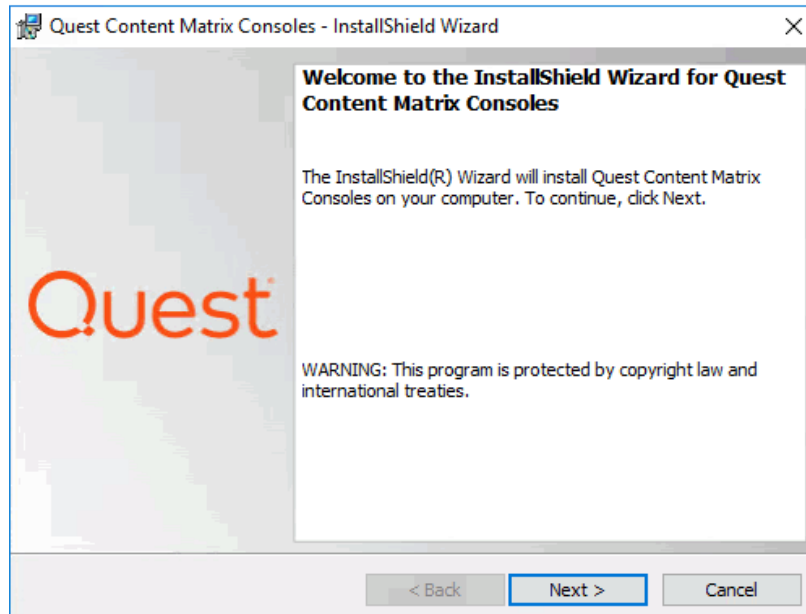 Quest Content Matrix Consoles - InstallShield Wizard
Welcome to the InstallShield Wizard for Quest
Content Matrix Consoles
The InstallShield(R) Wizard will install Quest Content Matrix
Consoles on your computer. To continue, click Next.
Quest
WARNING: This program is protected by copyright law and
international treaties.
< Back
Next >
Cancel